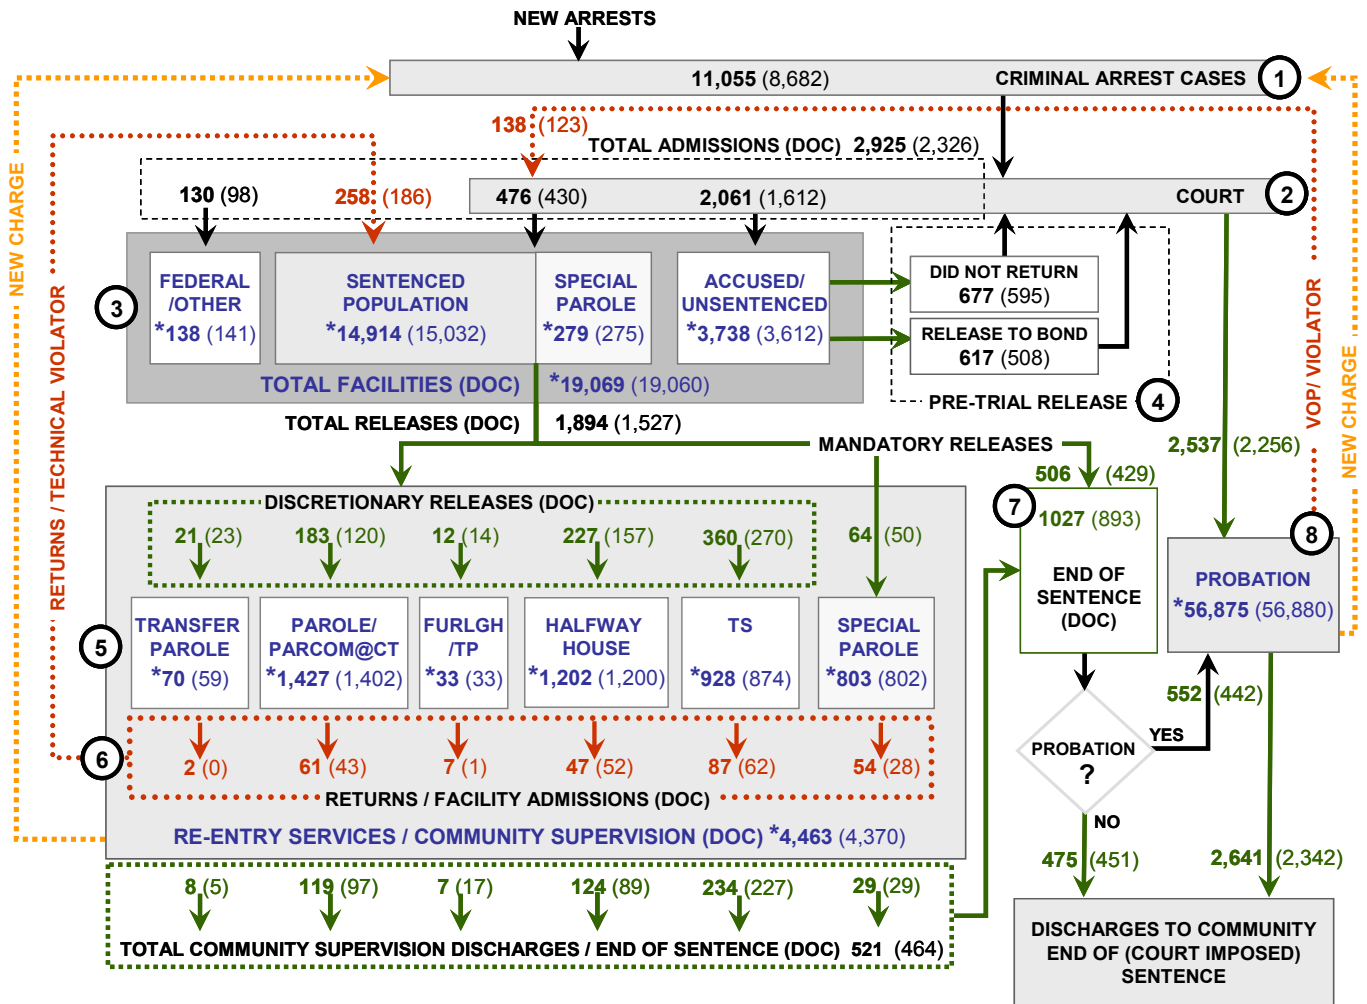 NEW ARRESTS
11,055 (8,682) CRIMINAL ARREST CASES 1
138 (123)
TOTAL ADMISSIONS (DOC) 2,925 (2,326)
130 (98) 258 (186) 476 (430) 2,061 (1,612) COURT 2
NEW CHARGE
RETURNS / TECHNICAL VIOLATOR
VOP/ VIOLATOR
NEW CHARGE
3
FEDERAL
/OTHER
*138 (141)
SENTENCED
POPULATION
*14,914 (15,032)
SPECIAL
PAROLE
*279 (275)
ACCUSED/
UNSENTENCED
*3,738 (3,612)
TOTAL FACILITIES (DOC) *19,069 (19,060)
DID NOT RETURN
677 (595)
RELEASE TO BOND
617 (508)
PRE-TRIAL RELEASE 4
TOTAL RELEASES (DOC) 1,894 (1,527)
MANDATORY RELEASES
2,537 (2,256)
506 (429)
DISCRETIONARY RELEASES (DOC)
21 (23) 183 (120) 12 (14) 227 (157) 360 (270) 64 (50)
7
1027 (893)
END OF
SENTENCE
(DOC)
8
PROBATION
*56,875 (56,880)
5
TRANSFER
PAROLE
*70 (59)
PAROLE/
PARCOM@CT
*1,427 (1,402)
FURLGH
/TP
*33 (33)
HALFWAY
HOUSE
*1,202 (1,200)
TS
*928 (874)
SPECIAL
PAROLE
*803 (802)
552 (442)
YES
PROBATION
?
NO
6
2 (0) 61 (43) 7 (1) 47 (52) 87 (62) 54 (28)
RETURNS / FACILITY ADMISSIONS (DOC)
RE-ENTRY SERVICES / COMMUNITY SUPERVISION (DOC) *4,463 (4,370)
475 (451) 2,641 (2,342)
8 (5) 119 (97) 7 (17) 124 (89) 234 (227) 29 (29)
TOTAL COMMUNITY SUPERVISION DISCHARGES / END OF SENTENCE (DOC) 521 (464)
DISCHARGES TO COMMUNITY
END OF (COURT IMPOSED)
SENTENCE